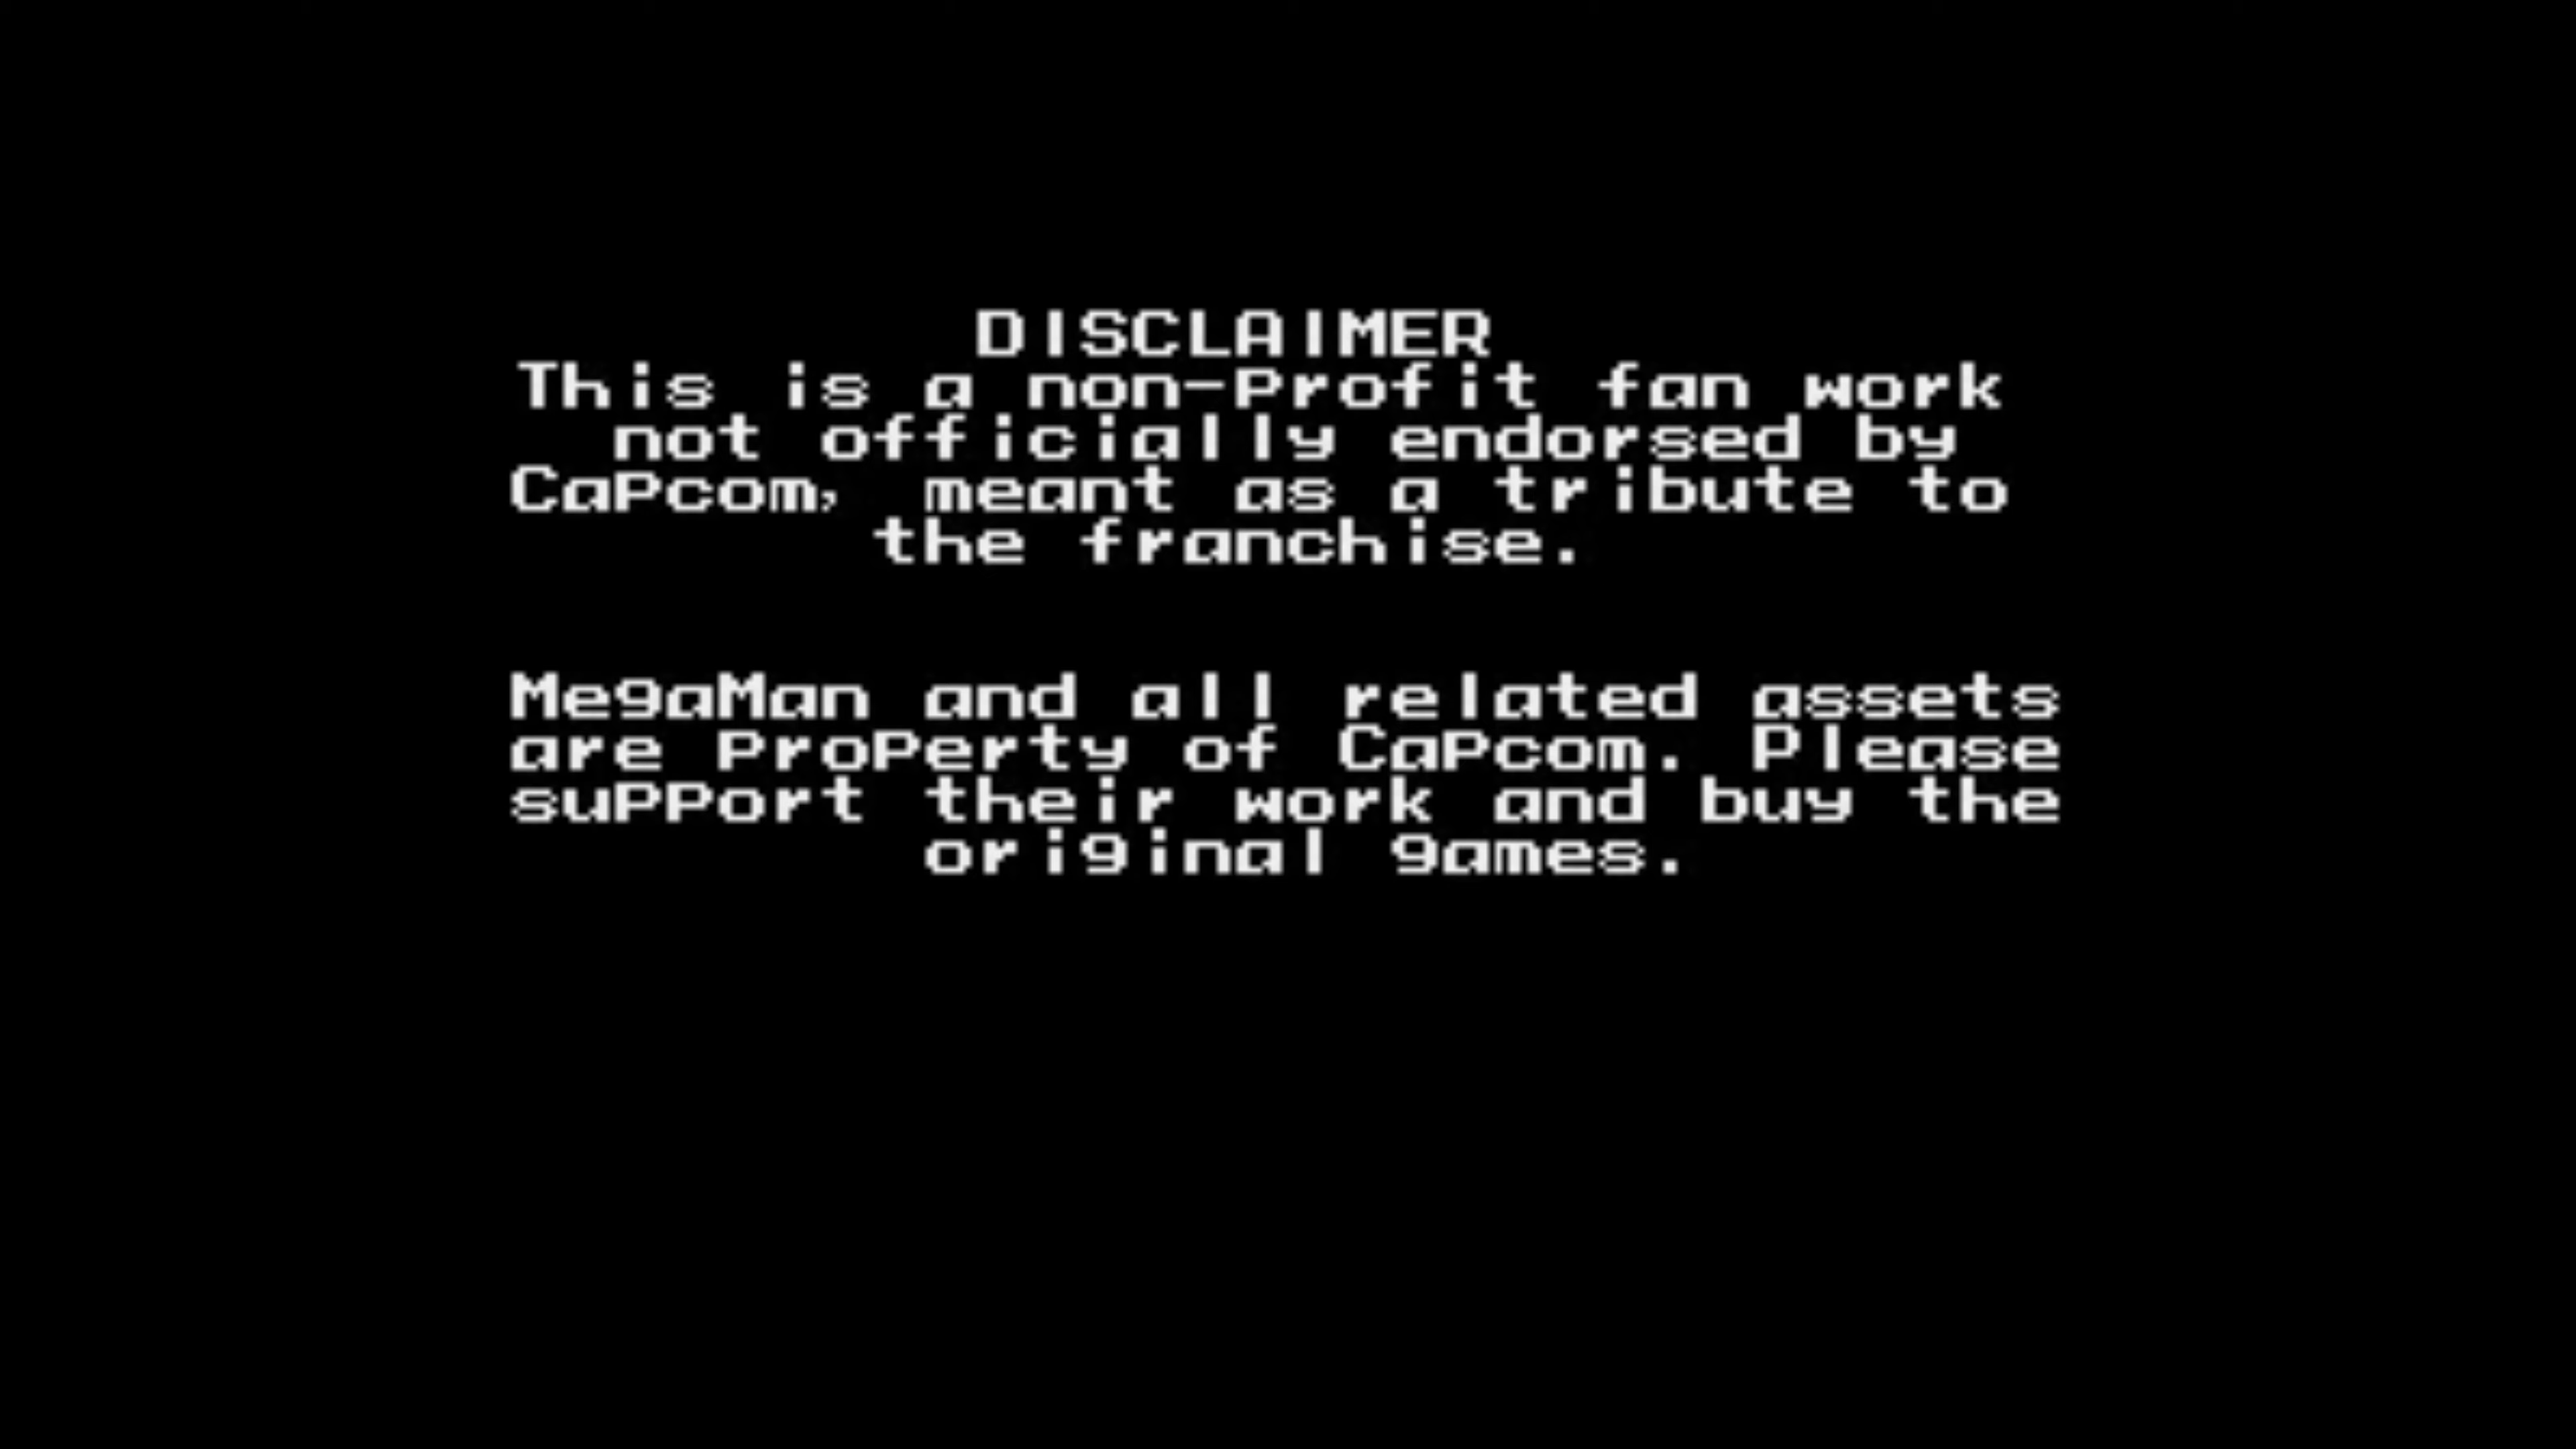 DISCLAIMER
This is a non-profit fan work
not officially endorsed by
Capcom, meant as a tribute to
the franchise.
MegaMan and all related assets
are property of Capcom. Please
support their work and buy the
original games.